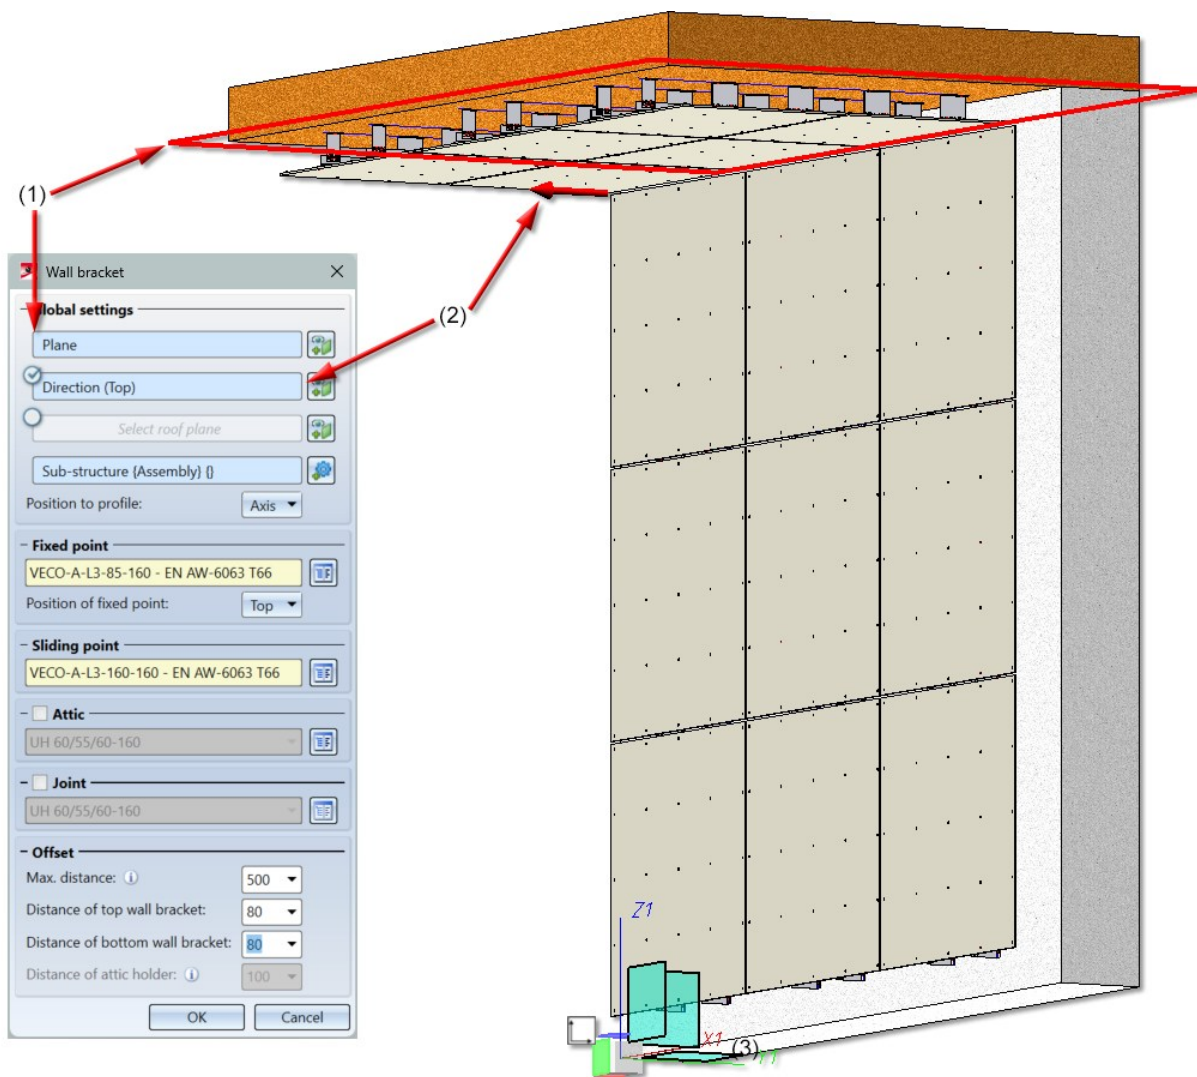 (1)
Wall bracket
Global settings
Plane
Direction (Top)
Select roof plane
Sub-structure {Assembly} {}
Position to profile: Axis
Fixed point
VECO-A-L3-85-160 - EN AW-6063 T66
Position of fixed point: Top
Sliding point
VECO-A-L3-160-160 - EN AW-6063 T66
Attic
UH 60/55/60-160
Joint
UH 60/55/60-160
Offset
Max. distance: i 500
Distance of top wall bracket: 80
Distance of bottom wall bracket: 80
Distance of attic holder: i 100
OK Cancel
(2)
Z1
X1
(3)
Y1